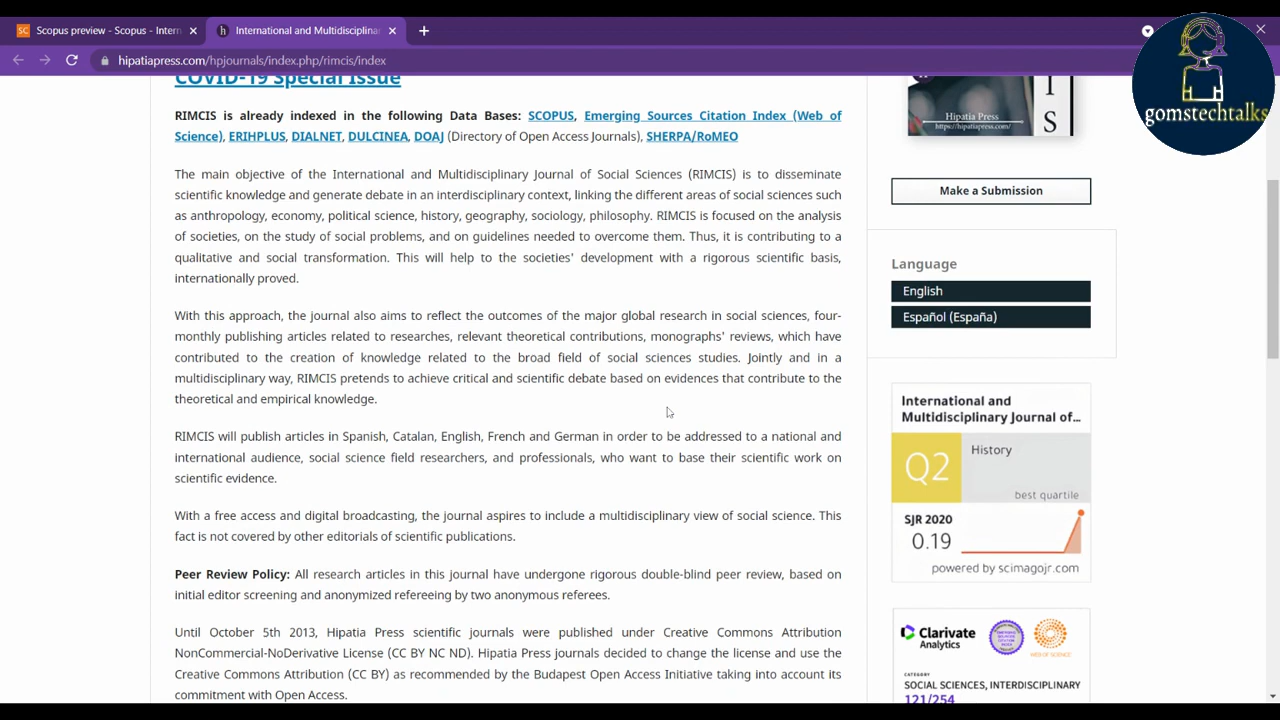 Scopus preview - Scopus - Intern
International and Multidisciplina
hipatiapress.com/hpjournals/index.php/rimcis/index
gomstechtalks
COVID-19 Special Issue
RIMCIS is already indexed in the following Data Bases: SCOPUS, Emerging Sources Citation Index (Web of
Science), ERIHPLUS, DIALNET, DULCINEA, DOAJ (Directory of Open Access Journals), SHERPA/RoMEO
The main objective of the International and Multidisciplinary Journal of Social Sciences (RIMCIS) is to disseminate
scientific knowledge and generate debate in an interdisciplinary context, linking the different areas of social sciences such
as anthropology, economy, political science, history, geography, sociology, philosophy. RIMCIS is focused on the analysis
of societies, on the study of social problems, and on guidelines needed to overcome them. Thus, it is contributing to a
qualitative and social transformation. This will help to the societies' development with a rigorous scientific basis,
internationally proved.
With this approach, the journal also aims to reflect the outcomes of the major global research in social sciences, four-
monthly publishing articles related to researches, relevant theoretical contributions, monographs' reviews, which have
contributed to the creation of knowledge related to the broad field of social sciences studies. Jointly and in a
multidisciplinary way, RIMCIS pretends to achieve critical and scientific debate based on evidences that contribute to the
theoretical and empirical knowledge.
RIMCIS will publish articles in Spanish, Catalan, English, French and German in order to be addressed to a national and
international audience, social science field researchers, and professionals, who want to base their scientific work on
scientific evidence.
With a free access and digital broadcasting, the journal aspires to include a multidisciplinary view of social science. This
fact is not covered by other editorials of scientific publications.
Peer Review Policy: All research articles in this journal have undergone rigorous double-blind peer review, based on
initial editor screening and anonymized refereeing by two anonymous referees.
Until October 5th 2013, Hipatia Press scientific journals were published under Creative Commons Attribution
NonCommercial-NoDerivative License (CC BY NC ND). Hipatia Press journals decided to change the license and use the
Creative Commons Attribution (CC BY) as recommended by the Budapest Open Access Initiative taking into account its
commitment with Open Access.
I
S
Hipatia Press
https://hipatiapress.com/
Make a Submission
Language
English
Español (España)
International and
Multidisciplinary Journal of...
Q2
History
best quartile
SJR 2020
0.19
powered by scimagojr.com
Clarivate
Analytics
WEB OF SCIENCE
CATEGORY
SOCIAL SCIENCES, INTERDISCIPLINARY
121/254